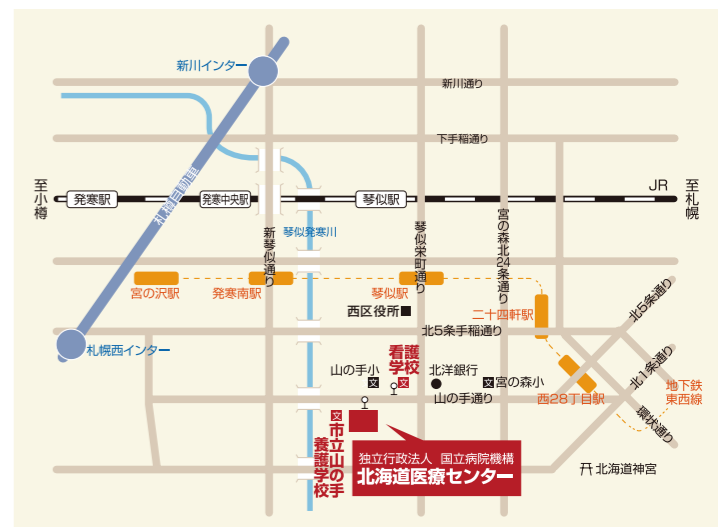 新川インター
新川通り
下手稲通り
札樽自動車
至小樽
発寒駅
発寒中央駅
琴似駅
JR
至札幌
新琴似通り
琴似発寒川
琴似栄町通り
宮の森北24条通り
宮の沢駅
発寒南駅
琴似駅
二十四軒駅
北5条通り
西区役所
北5条手稲通り
札幌西インター
看護
学校
山の手小
文
文
北洋銀行
文
宮の森小
山の手通り
西28丁目駅
北1条通り
地下鉄
東西線
環状通り
文
市立山の手
養護学校
独立行政法人 国立病院機構
北海道医療センター
北海道神宮